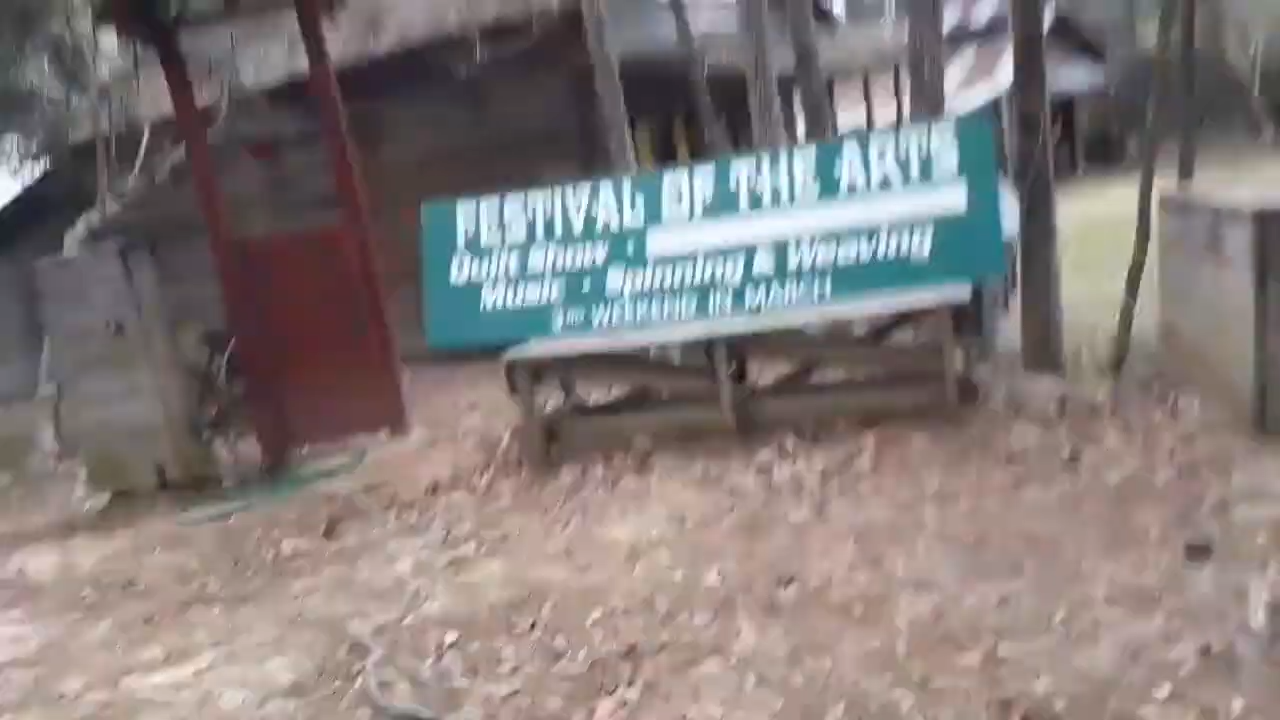 FESTIVAL OF THE ARTS
Quilt Show •
Music • Spinning & Weaving
WEEKEND IN MARCH